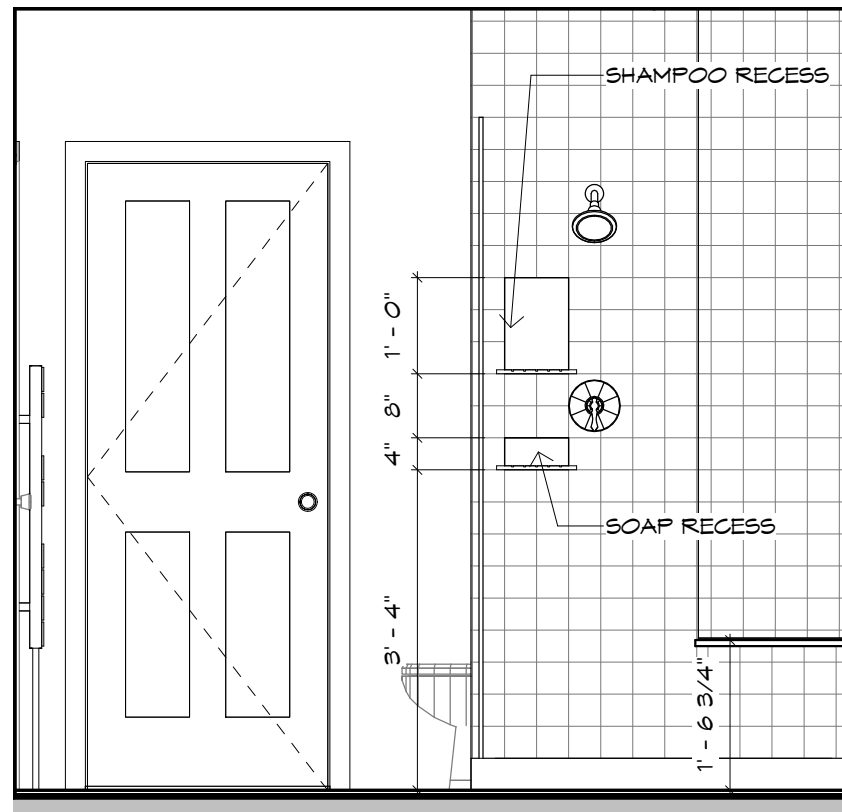 SHAMPOO RECESS
1' - 0"
8"
4"
SOAP RECESS
3' - 4"
1' - 6 3/4"